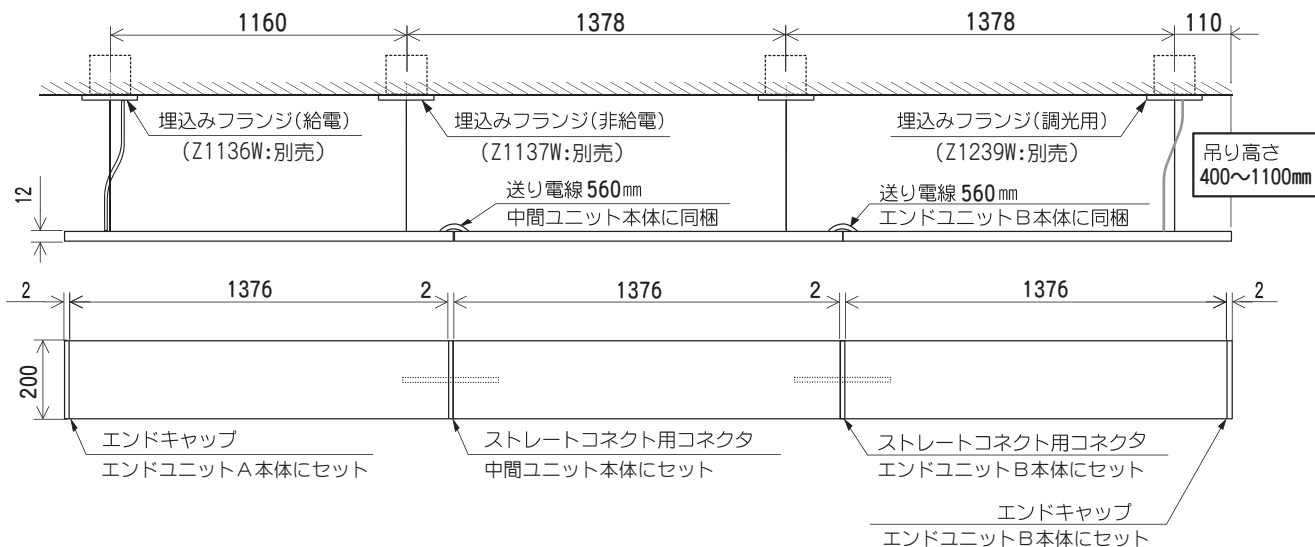 1160
1378
1378
110
埋込みフランジ(給電)
(Z1136W:別売)
埋込みフランジ(非給電)
(Z1137W:別売)
埋込みフランジ(調光用)
(Z1239W:別売)
吊り高さ
400〜1100mm
12
送り電線560㎜
中間ユニット本体に同梱
送り電線560㎜
エンドユニットB本体に同梱
2
1376
2
1376
2
1376
2
200
エンドキャップ
エンドユニットA本体にセット
ストレートコネクト用コネクタ
中間ユニット本体にセット
ストレートコネクト用コネクタ
エンドユニットB本体にセット
エンドキャップ
エンドユニットB本体にセット